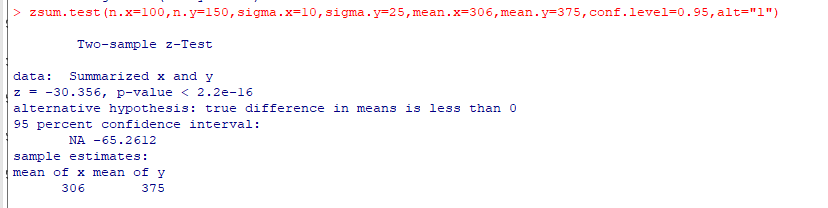 > zsum.test(n.x=100,n.y=150,sigma.x=10,sigma.y=25,mean.x=306,mean.y=375,conf.level=0.95,alt="l")
Two-sample z-Test
data:  Summarized x and y
z = -30.356, p-value < 2.2e-16
alternative hypothesis: true difference in means is less than 0
95 percent confidence interval:
NA -65.2612
sample estimates:
mean of x mean of y
306       375